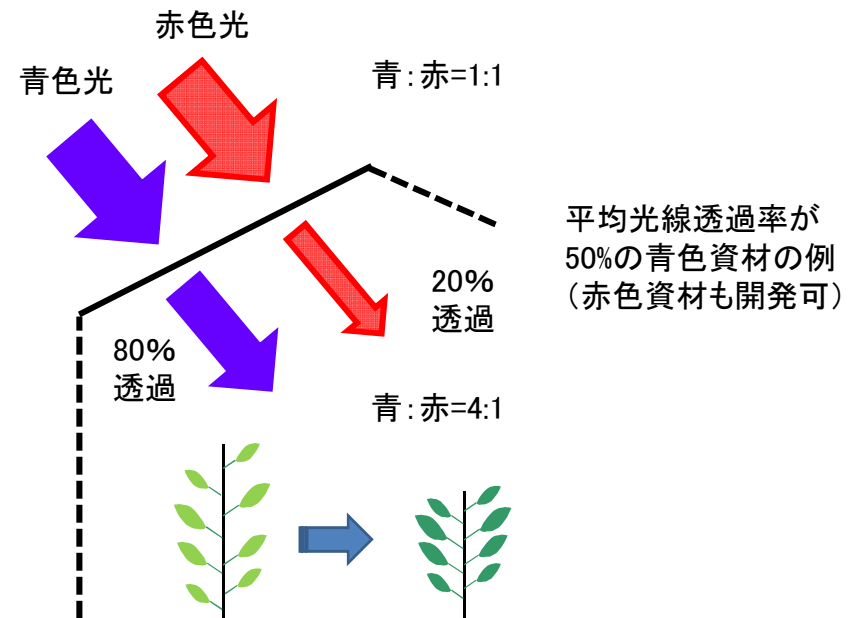 赤色光
青色光
青:赤=1:1
平均光線透過率が
50%の青色資材の例
(赤色資材も開発可)
20%
透過
80%
透過
青:赤=4:1